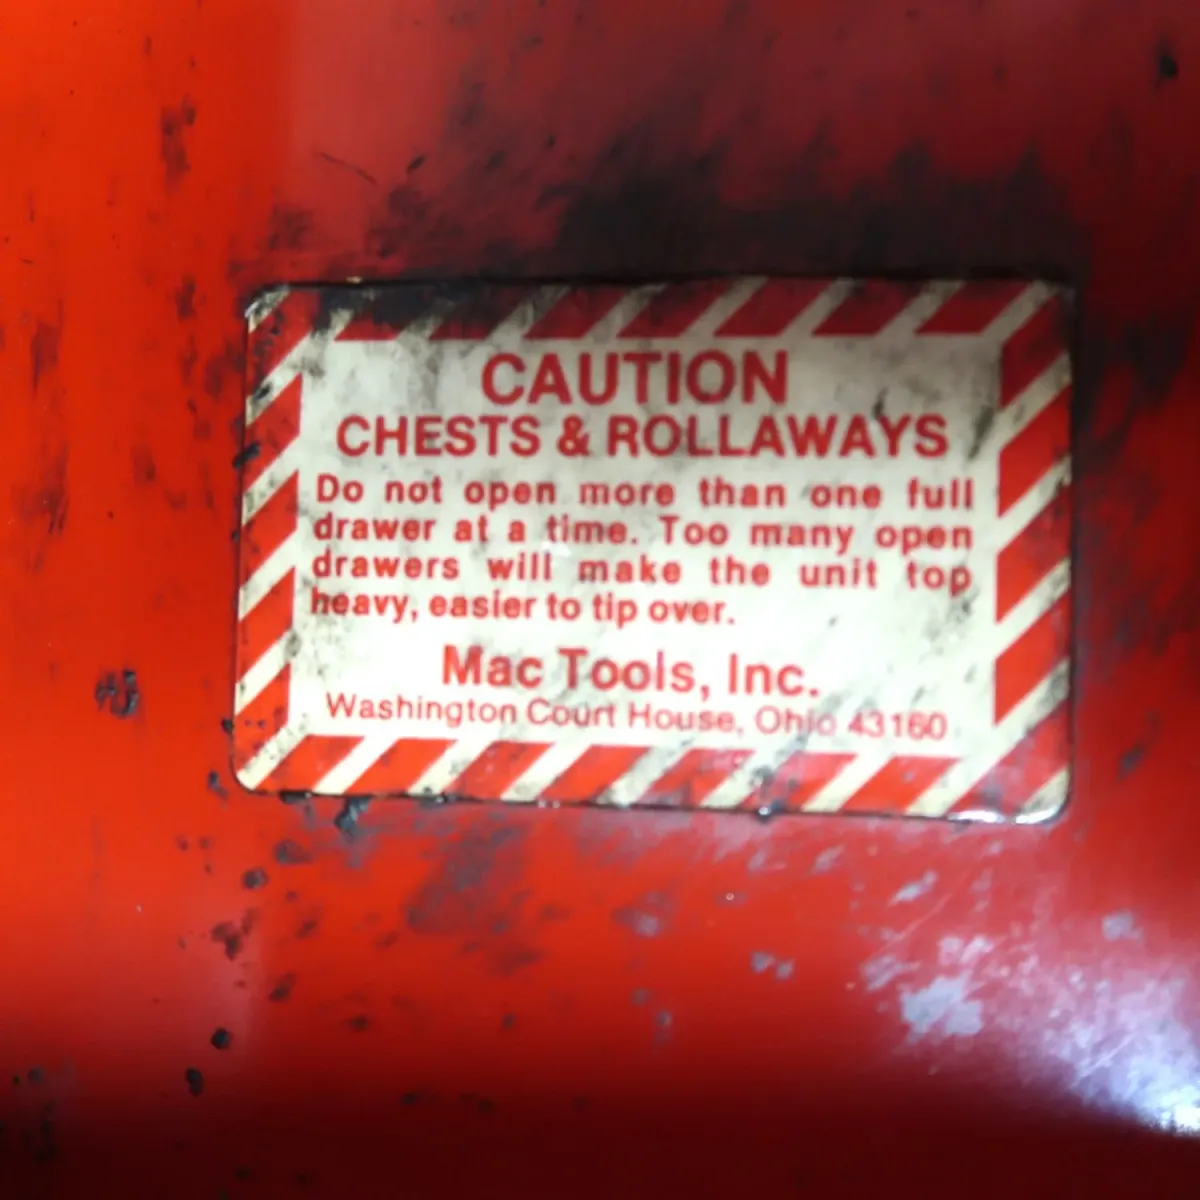 CAUTION
CHESTS & ROLLAWAYS
Do not open more than one full
drawer at a time. Too many open
drawers will make the unit top
heavy, easier to tip over.
Mac Tools, Inc.
Washington Court House, Ohio 43160